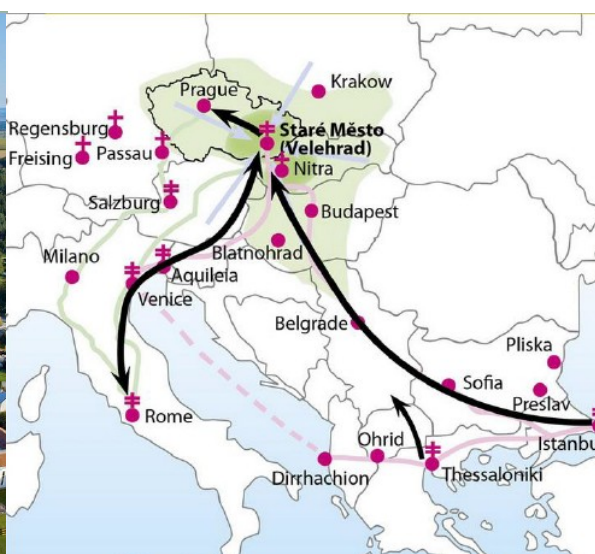 Prague
Krakow
Regensburg
Staré Město
(Velehrad)
Freising
Passau
Nitra
Salzburg
Budapest
Milano
Blatnohrad
Aquileia
Venice
Belgrade
Pliska
Sofia
Preslav
Rome
Ohrid
Istanbu
Dirrhachion
Thessaloniki